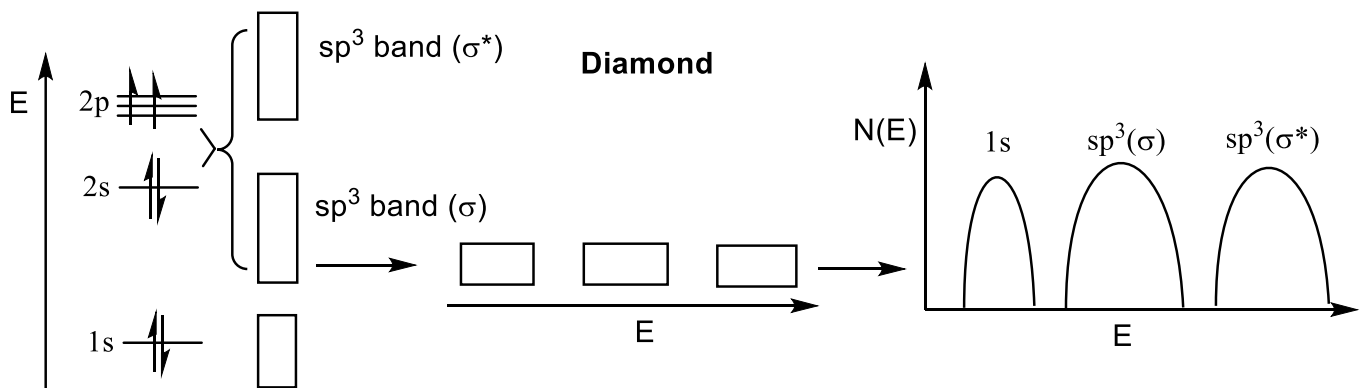 Diamond
E
2p
2s
1s
sp³ band (σ*)
sp³ band (σ)
E
N(E)
1s
sp³(σ)
sp³(σ*)
E